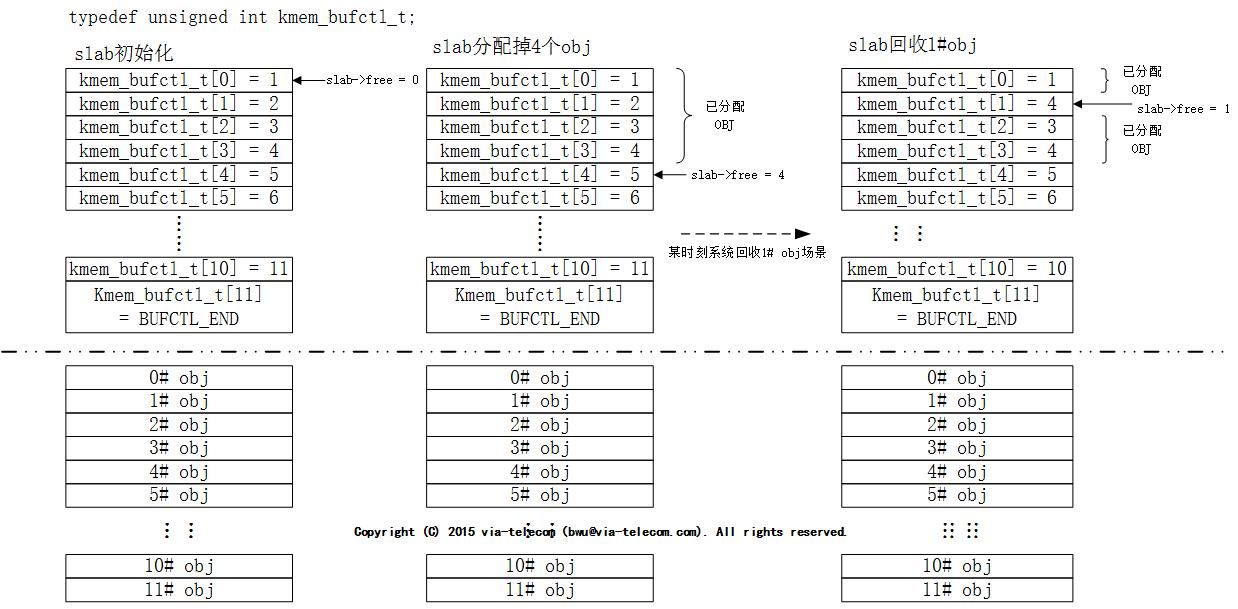 typedef unsigned int kmem_bufctl_t;
slab初始化
kmem_bufctl_t[0] = 1
slab->free = 0
kmem_bufctl_t[1] = 2
kmem_bufctl_t[2] = 3
kmem_bufctl_t[3] = 4
kmem_bufctl_t[4] = 5
kmem_bufctl_t[5] = 6
kmem_bufctl_t[10] = 11
Kmem_bufctl_t[11]
= BUFCTL_END
0# obj
1# obj
2# obj
3# obj
4# obj
5# obj
10# obj
11# obj
slab分配掉4个obj
kmem_bufctl_t[0] = 1
kmem_bufctl_t[1] = 2
kmem_bufctl_t[2] = 3
kmem_bufctl_t[3] = 4
已分配
OBJ
kmem_bufctl_t[4] = 5
slab->free = 4
kmem_bufctl_t[5] = 6
kmem_bufctl_t[10] = 11
Kmem_bufctl_t[11]
= BUFCTL_END
某时刻系统回收1# obj场景
0# obj
1# obj
2# obj
3# obj
4# obj
5# obj
10# obj
11# obj
slab回收1#obj
kmem_bufctl_t[0] = 1
已分配
OBJ
kmem_bufctl_t[1] = 4
slab->free = 1
kmem_bufctl_t[2] = 3
kmem_bufctl_t[3] = 4
已分配
OBJ
kmem_bufctl_t[4] = 5
kmem_bufctl_t[5] = 6
kmem_bufctl_t[10] = 10
Kmem_bufctl_t[11]
= BUFCTL_END
0# obj
1# obj
2# obj
3# obj
4# obj
5# obj
10# obj
11# obj
Copyright (C) 2015 via-telecom (bwu@via-telecom.com). All rights reserved.